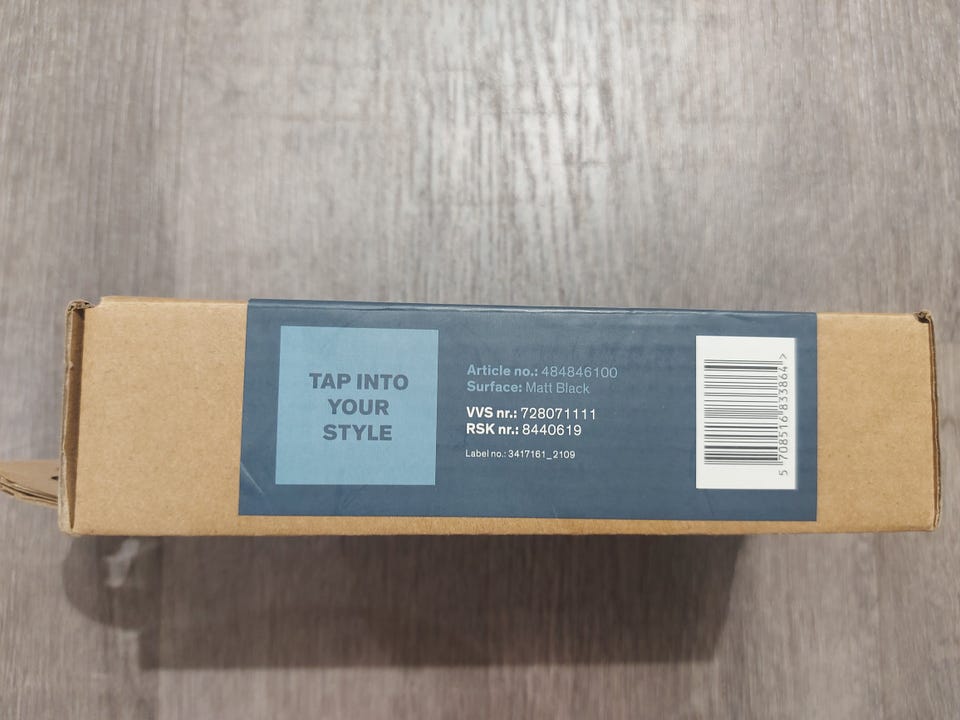 TAP INTO
YOUR
STYLE
Article no.: 484846100
Surface: Matt Black
VVS nr.: 728071111
RSK nr.: 8440619
Label no.: 3417161_2109
5 708516 833864 >